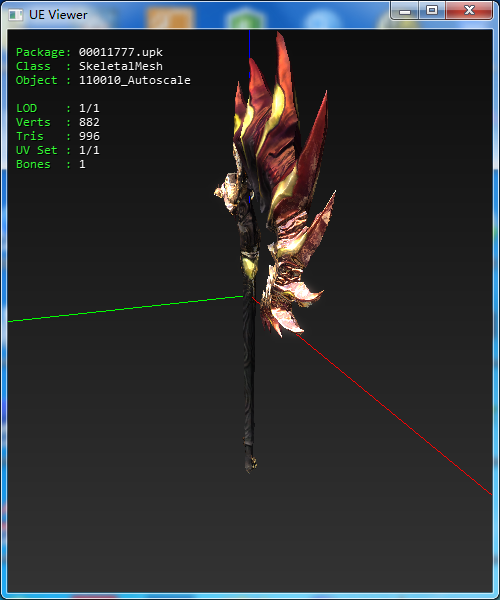 UE Viewer
Package: 00011777.upk
Class : SkeletalMesh
Object : 110010_Autoscale
LOD : 1/1
Verts : 882
Tris : 996
UV Set : 1/1
Bones : 1